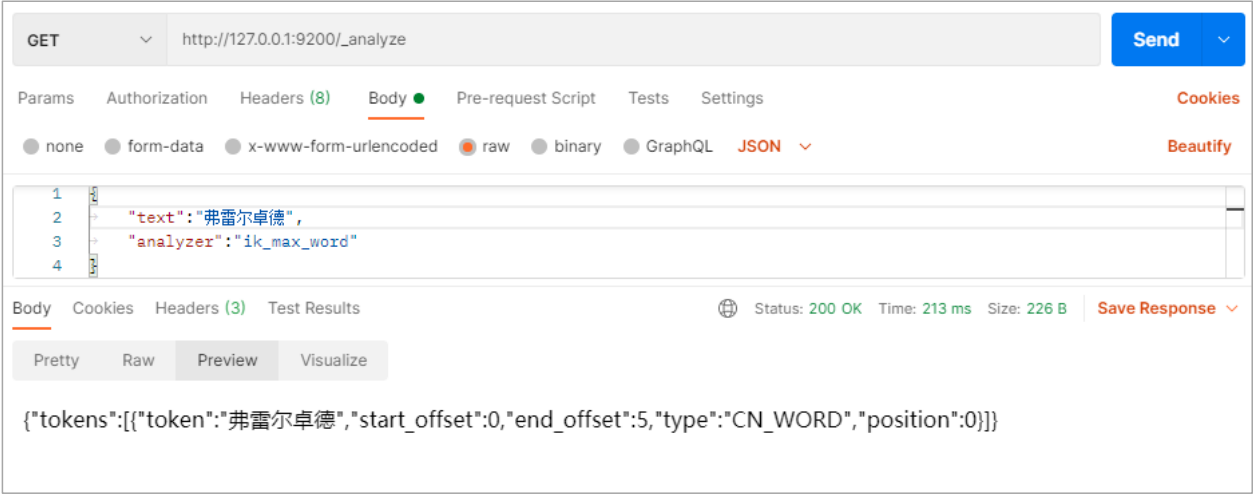 GET http://127.0.0.1:9200/_analyze Send
Params Authorization Headers (8) Body Pre-request Script Tests Settings Cookies
none form-data x-www-form-urlencoded raw binary GraphQL JSON Beautify
1 {
2 "text":"弗雷尔卓德",
3 "analyzer":"ik_max_word"
4 }
Body Cookies Headers (3) Test Results Status: 200 OK Time: 213 ms Size: 226 B Save Response
Pretty Raw Preview Visualize
{"tokens":[{"token":"弗雷尔卓德","start_offset":0,"end_offset":5,"type":"CN_WORD","position":0}]}